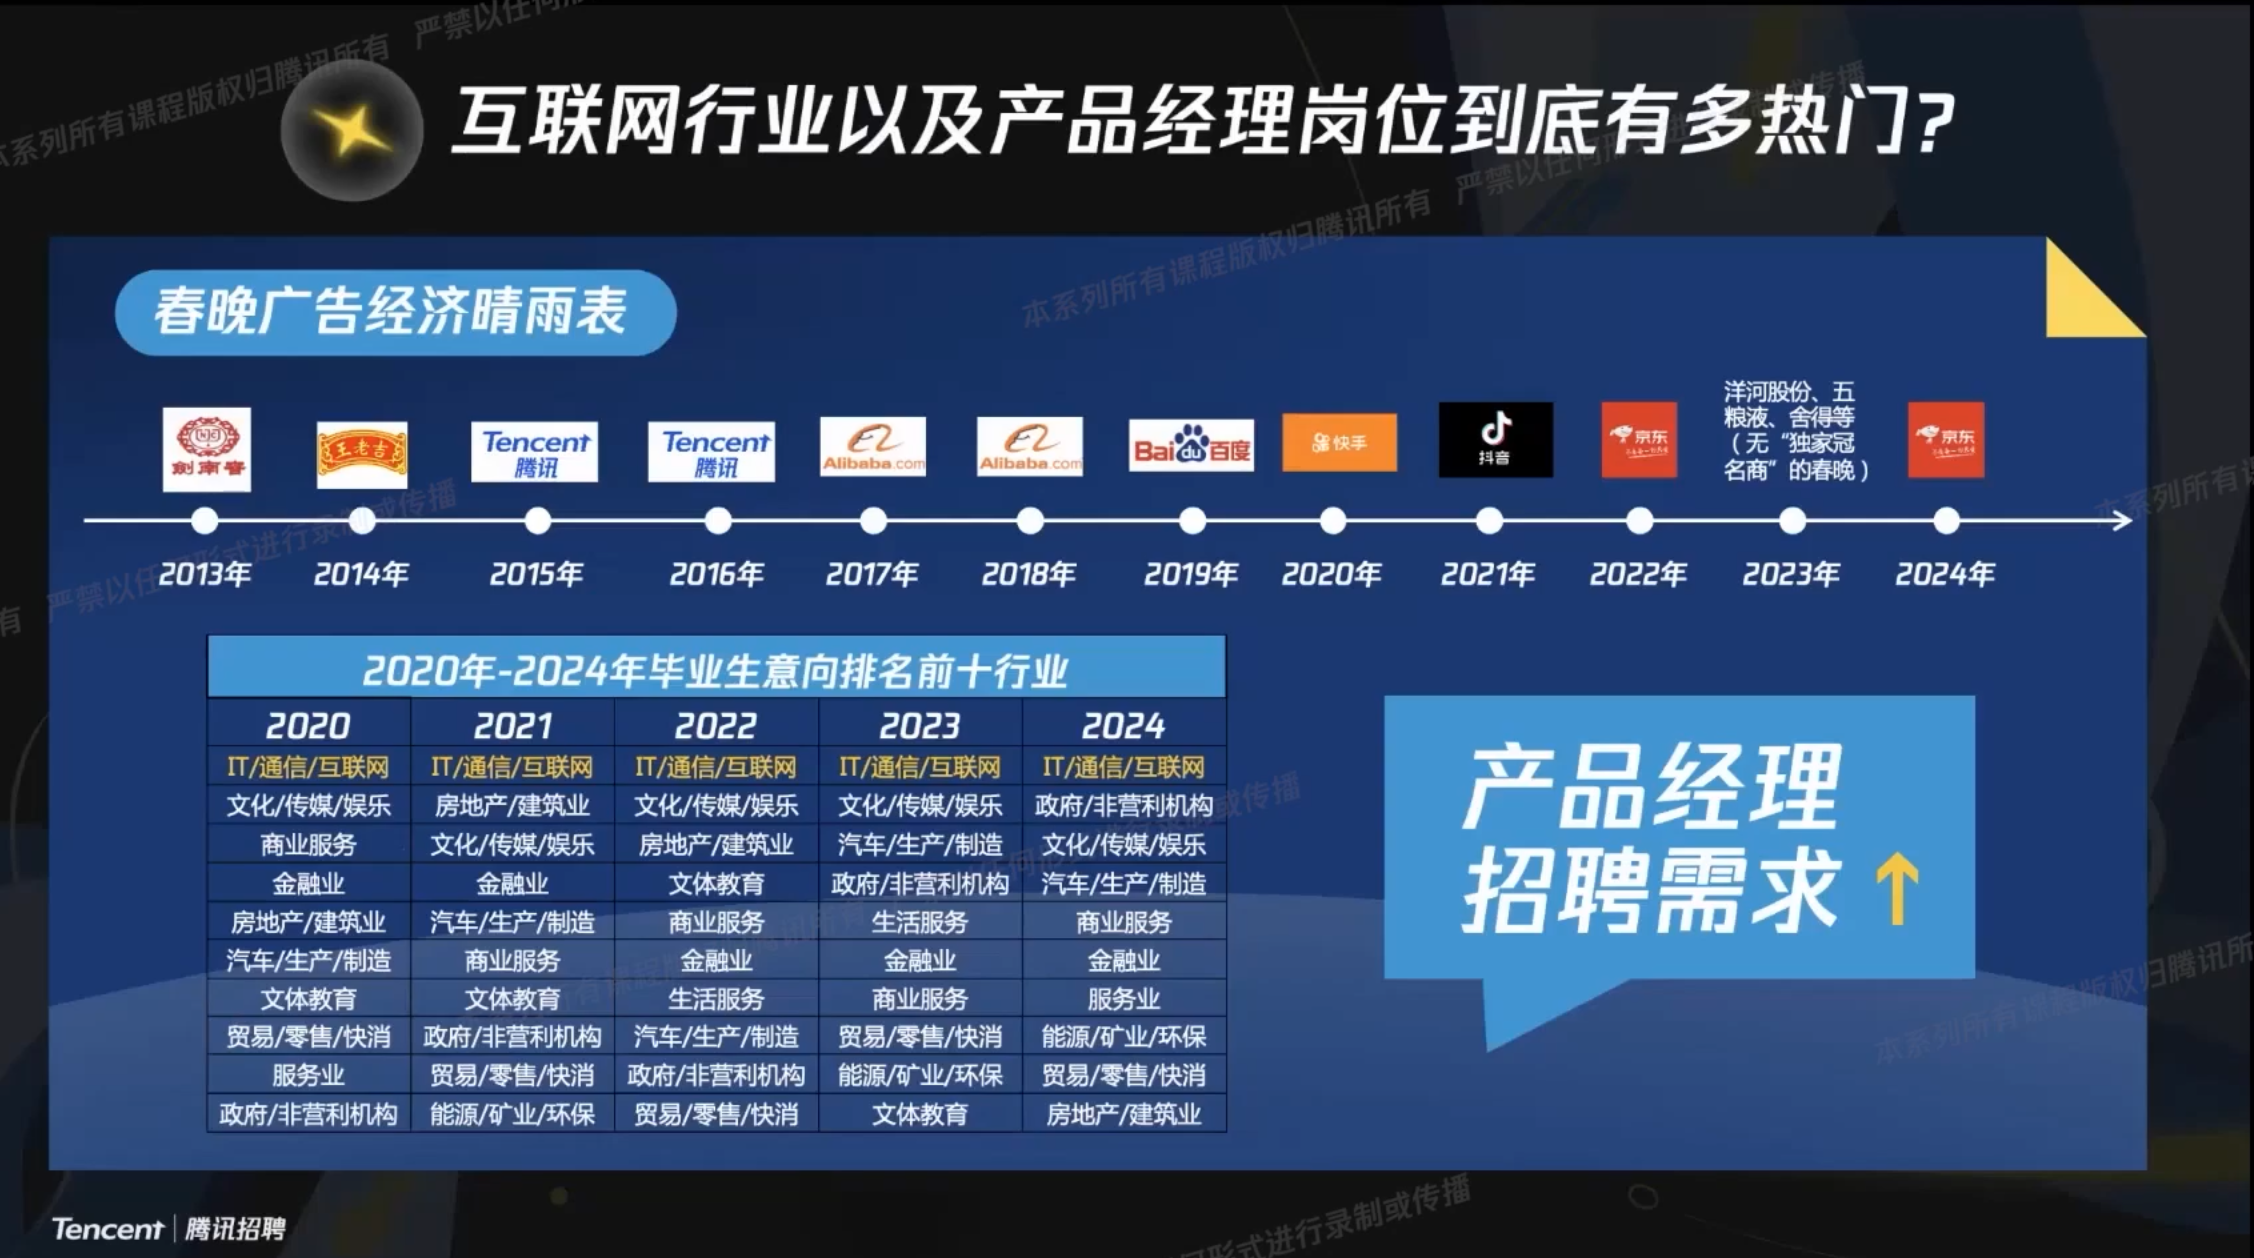 互联网行业以及产品经理岗位到底有多热门?
春晚广告经济晴雨表
劍南春
王老吉
Tencent
腾讯
Tencent
腾讯
Alibaba.com
Alibaba.com
Bai du 百度
快手
抖音
京东
洋河股份、五
粮液、舍得等
(无“独家冠
名商”的春晚)
京东
2013年 2014年 2015年 2016年 2017年 2018年 2019年 2020年 2021年 2022年 2023年 2024年
2020年-2024年毕业生意向排名前十行业
2020 2021 2022 2023 2024
IT/通信/互联网 IT/通信/互联网 IT/通信/互联网 IT/通信/互联网 IT/通信/互联网
文化/传媒/娱乐 房地产/建筑业 文化/传媒/娱乐 文化/传媒/娱乐 政府/非营利机构
商业服务 文化/传媒/娱乐 房地产/建筑业 汽车/生产/制造 文化/传媒/娱乐
金融业 金融业 文体教育 政府/非营利机构 汽车/生产/制造
房地产/建筑业 汽车/生产/制造 商业服务 生活服务 商业服务
汽车/生产/制造 商业服务 金融业 金融业 金融业
文体教育 文体教育 生活服务 商业服务 服务业
贸易/零售/快消 政府/非营利机构 汽车/生产/制造 贸易/零售/快消 能源/矿业/环保
服务业 贸易/零售/快消 政府/非营利机构 能源/矿业/环保 贸易/零售/快消
政府/非营利机构 能源/矿业/环保 贸易/零售/快消 文体教育 房地产/建筑业
产品经理
招聘需求↑
Tencent | 腾讯招聘
本系列所有课程版权归腾讯所有 严禁以任何形式进行录制或传播